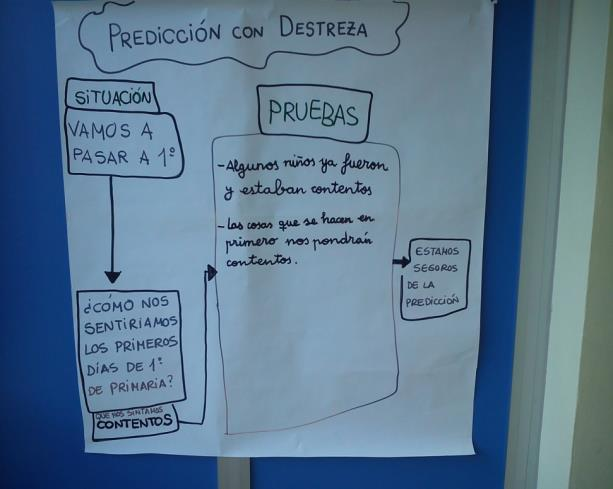 PREDICCIÓN CON DESTREZA
SITUACIÓN
VAMOS A
PASAR A 1º
¿CÓMO NOS
SENTIRIAMOS
LOS PRIMEROS
DÍAS DE 1º
DE PRIMARIA?
QUE NOS SINTAMOS
CONTENTOS
PRUEBAS
-Algunos niños ya fueron
y estaban contentos
-Las cosas que se hacen en
primero nos pondrán
contentos.
ESTAMOS
SEGUROS
DE LA
PREDICCIÓN